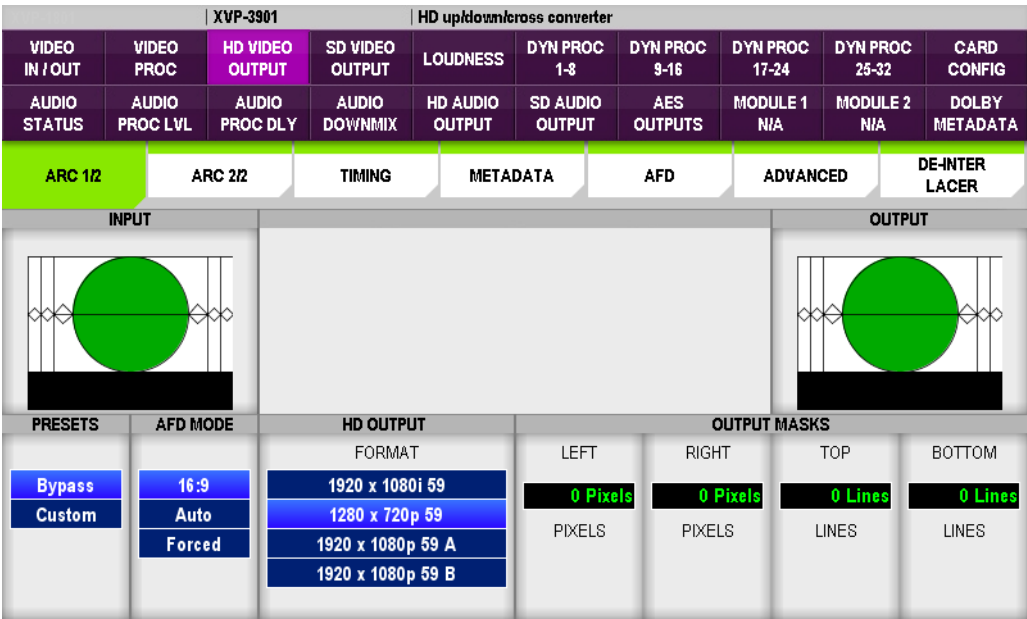 XVP-3901 HD up/down/cross converter
VIDEO IN / OUT
VIDEO PROC
HD VIDEO OUTPUT
SD VIDEO OUTPUT
LOUDNESS
DYN PROC 1-8
DYN PROC 9-16
DYN PROC 17-24
DYN PROC 25-32
CARD CONFIG
AUDIO STATUS
AUDIO PROC LVL
AUDIO PROC DLY
AUDIO DOWNMIX
HD AUDIO OUTPUT
SD AUDIO OUTPUT
AES OUTPUTS
MODULE 1 N/A
MODULE 2 N/A
DOLBY METADATA
ARC 1/2
ARC 2/2
TIMING
METADATA
AFD
ADVANCED
DE-INTER
LACER
INPUT
OUTPUT
PRESETS
Bypass
Custom
AFD MODE
16:9
Auto
Forced
HD OUTPUT
FORMAT
1920 x 1080i 59
1280 x 720p 59
1920 x 1080p 59 A
1920 x 1080p 59 B
OUTPUT MASKS
LEFT
0 Pixels
PIXELS
RIGHT
0 Pixels
PIXELS
TOP
0 Lines
LINES
BOTTOM
0 Lines
LINES